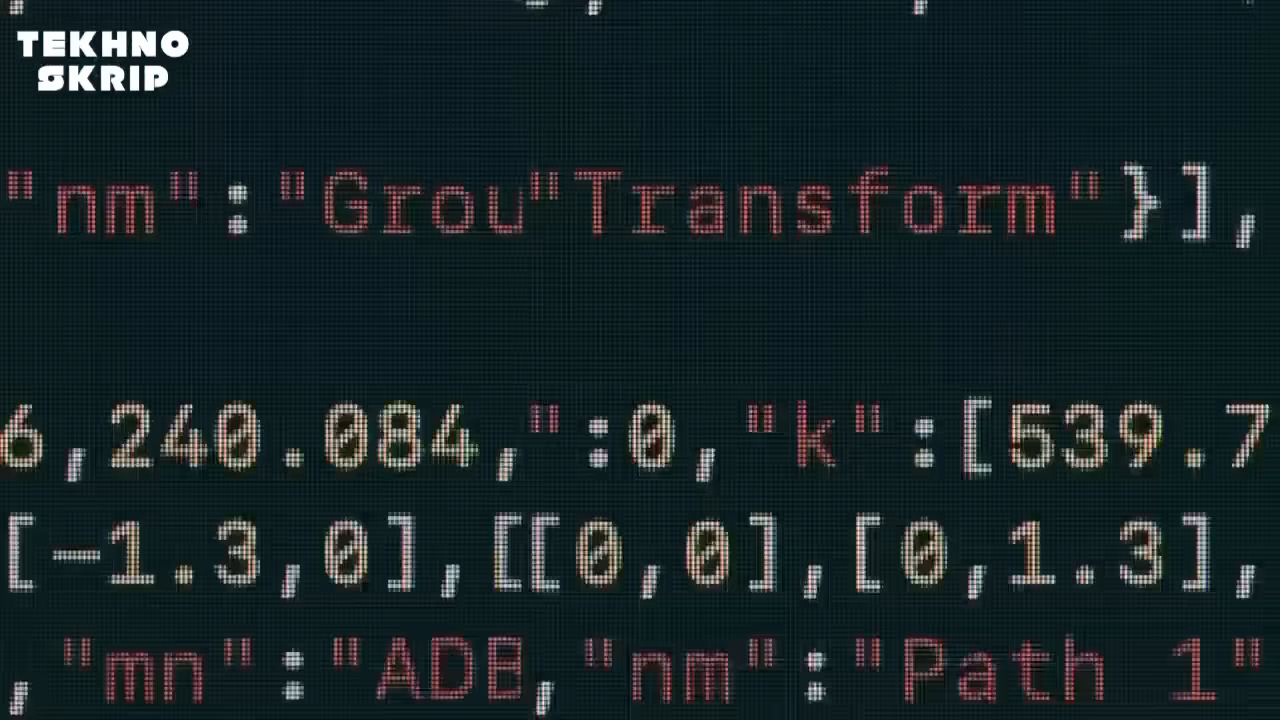 TEKHNO
SKRIP
"nm":"Grou"Transform"}],
6,240.084,":0,"k":[539.7
[-1.3,0],[[0,0],[0,1.3],
,"mn":"ADB,"nm":"Path 1"